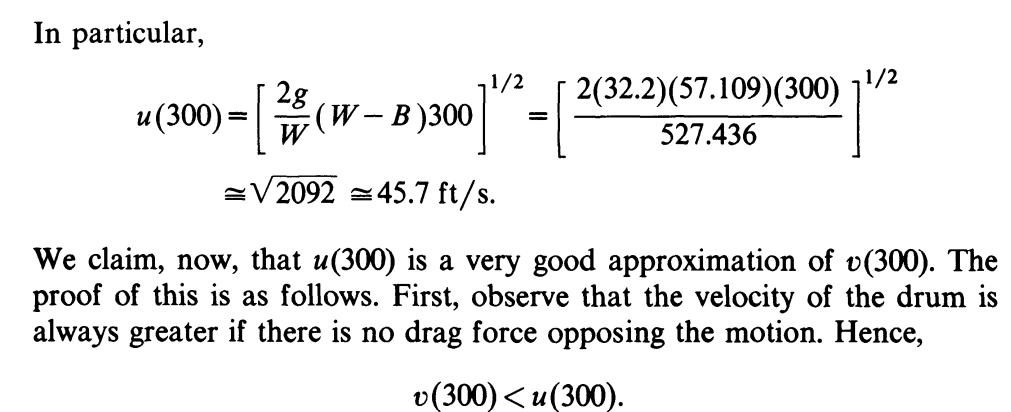 In particular,
u(300) = [ 2g/W (W − B)300 ]^1/2 = [ 2(32.2)(57.109)(300) / 527.436 ]^1/2
≅ √2092 ≅ 45.7 ft/s.
We claim, now, that u(300) is a very good approximation of v(300). The
proof of this is as follows. First, observe that the velocity of the drum is
always greater if there is no drag force opposing the motion. Hence,
v(300) < u(300).